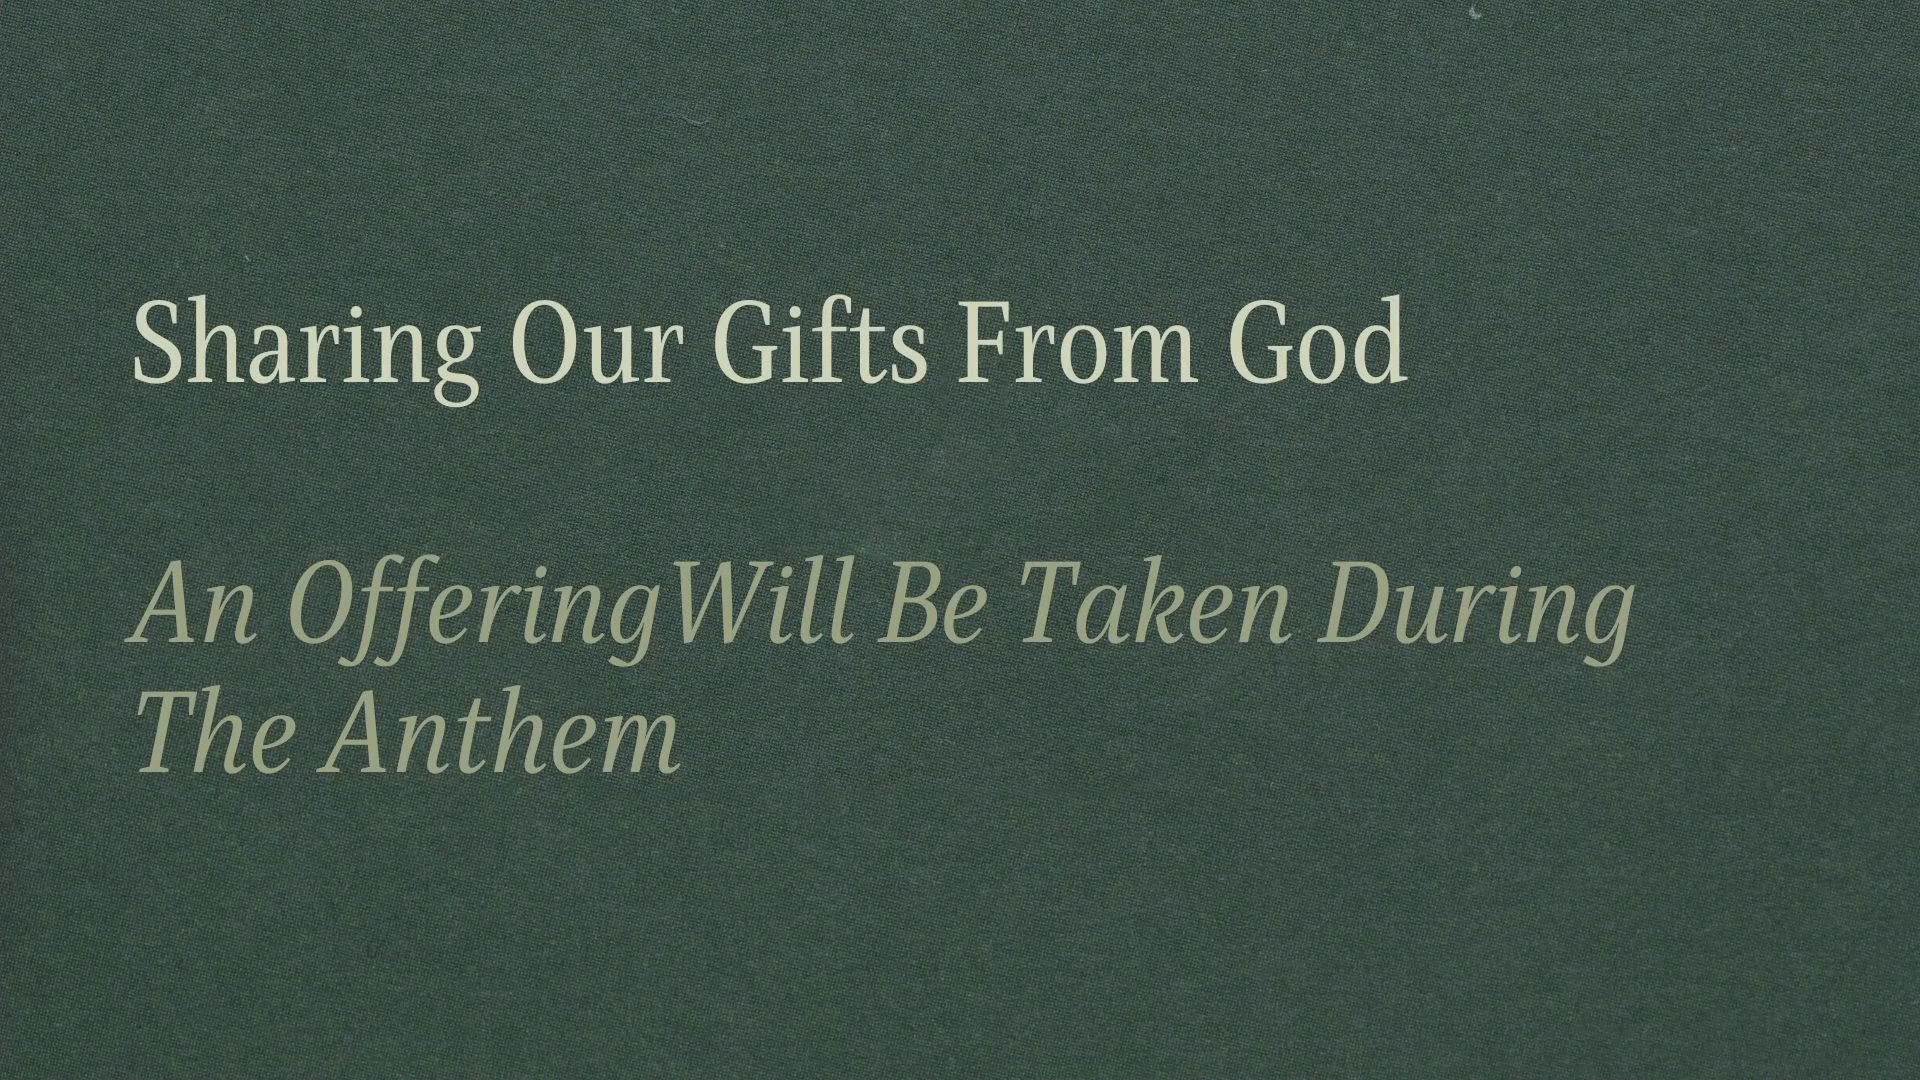 Sharing Our Gifts From God
An OfferingWill Be Taken During
The Anthem